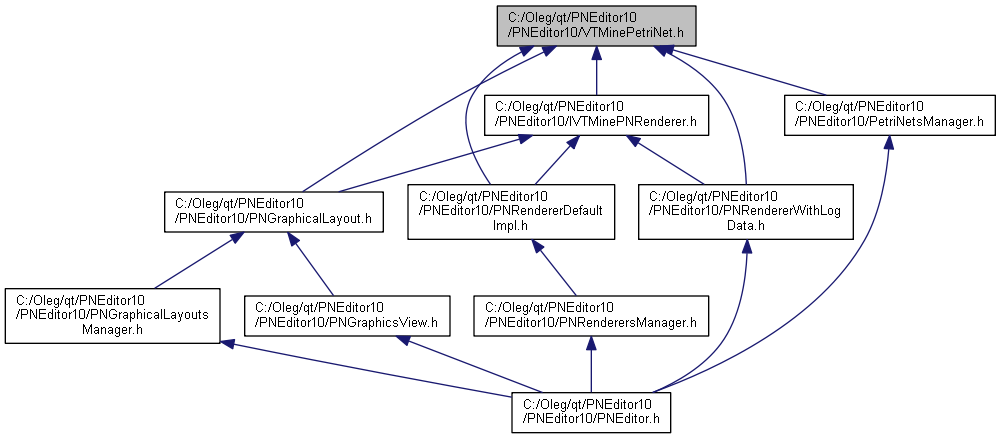 C:/Oleg/qt/PNEditor10
/PNEditor10/VTMinePetriNet.h
C:/Oleg/qt/PNEditor10
/PNEditor10/IVTMinePNRenderer.h
C:/Oleg/qt/PNEditor10
/PNEditor10/PetriNetsManager.h
C:/Oleg/qt/PNEditor10
/PNEditor10/PNGraphicalLayout.h
C:/Oleg/qt/PNEditor10
/PNEditor10/PNRendererDefault
Impl.h
C:/Oleg/qt/PNEditor10
/PNEditor10/PNRendererWithLog
Data.h
C:/Oleg/qt/PNEditor10
/PNEditor10/PNGraphicalLayouts
Manager.h
C:/Oleg/qt/PNEditor10
/PNEditor10/PNGraphicsView.h
C:/Oleg/qt/PNEditor10
/PNEditor10/PNRenderersManager.h
C:/Oleg/qt/PNEditor10
/PNEditor10/PNEditor.h